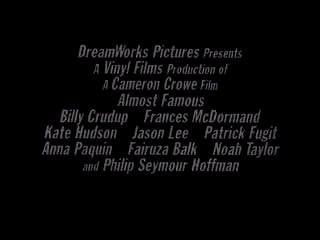 DreamWorks Pictures Presents
A Vinyl Films Production of
A Cameron Crowe Film
Almost Famous
Billy Crudup Frances McDormand
Kate Hudson Jason Lee Patrick Fugit
Anna Paquin Fairuza Balk Noah Taylor
and Philip Seymour Hoffman